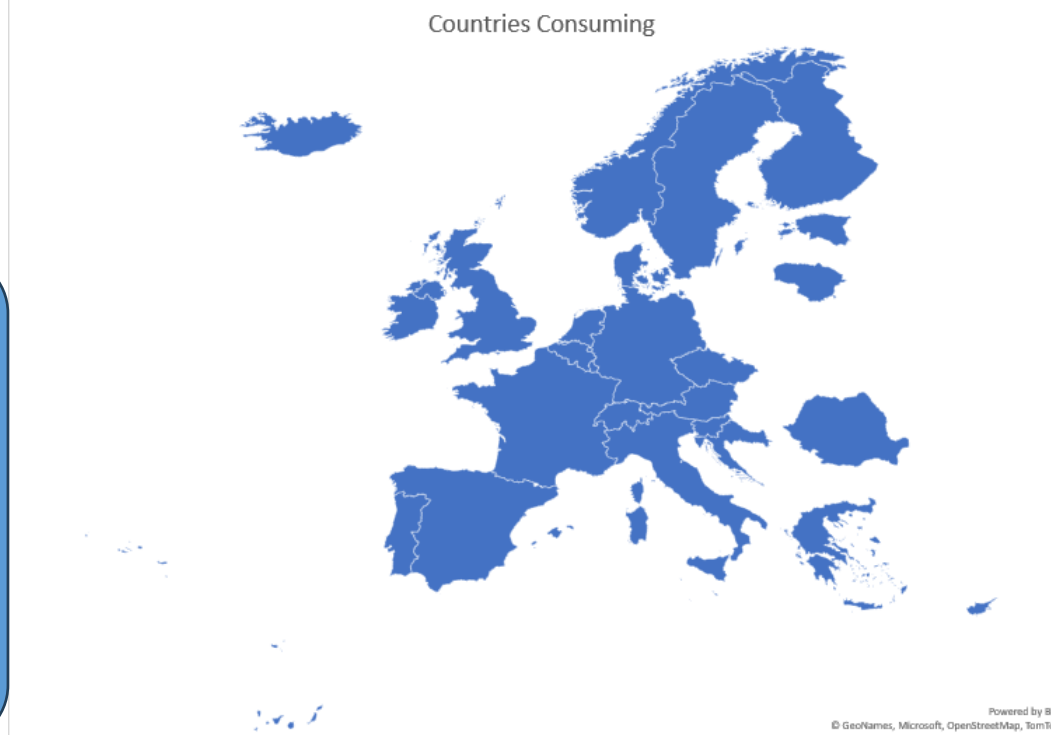 Countries Consuming
Powered by B
© GeoNames, Microsoft, OpenStreetMap, TomT